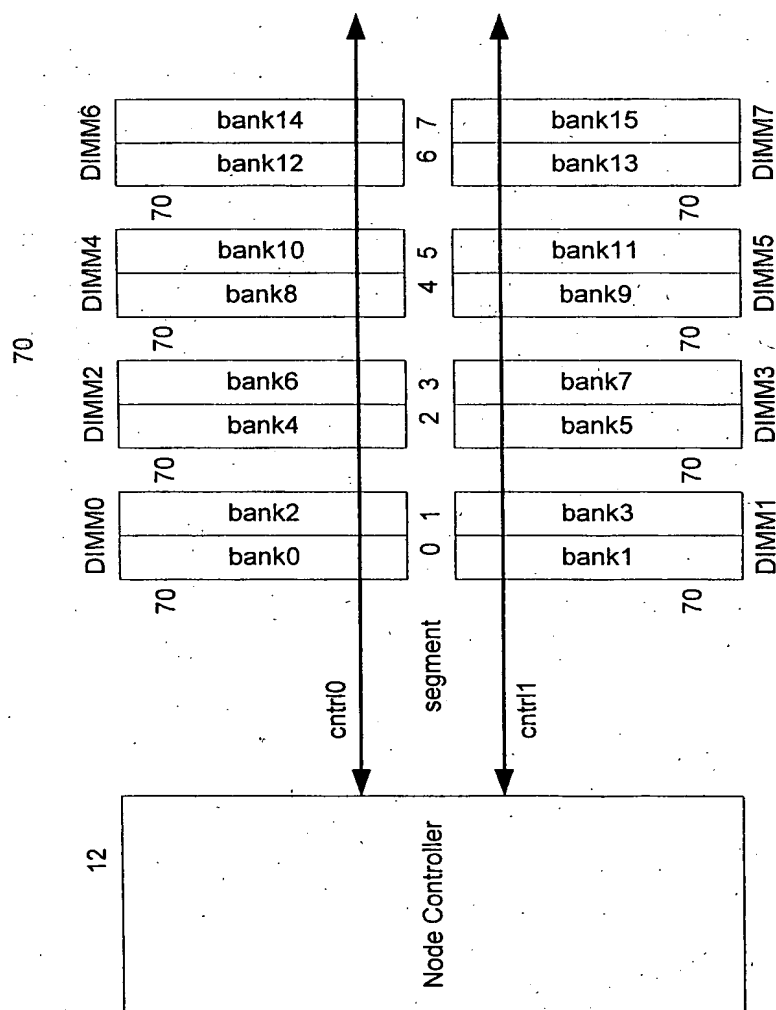 DIMM6
bank14
bank12
7
6
bank15
bank13
DIMM7
70
70
DIMM4
bank10
bank8
5
4
bank11
bank9
DIMM5
70
70
70
DIMM2
bank6
bank4
3
2
bank7
bank5
DIMM3
70
70
DIMM0
bank2
bank0
1
0
bank3
bank1
DIMM1
70
70
cntrl0
segment
cntrl1
12
Node Controller